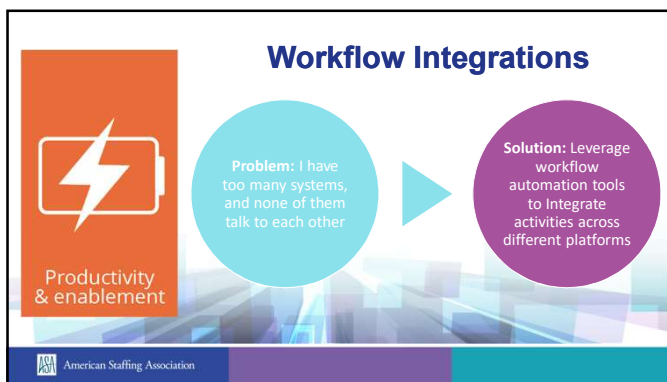 Workflow Integrations
Productivity
& enablement
Problem: I have
too many systems,
and none of them
talk to each other
Solution: Leverage
workflow
automation tools
to Integrate
activities across
different platforms
ASA American Staffing Association